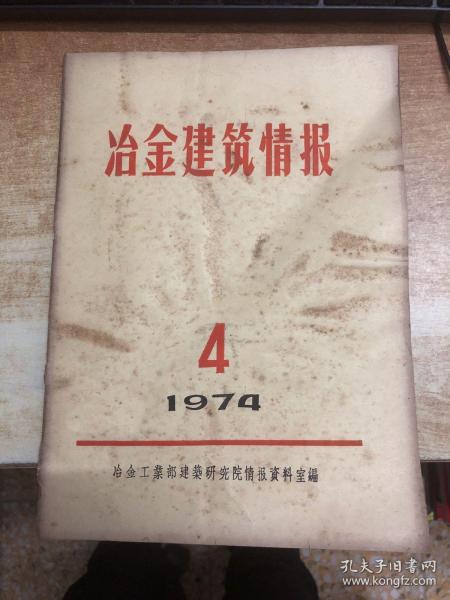 冶金建筑情报
4
1974
冶金工業部建築研究院情报資料室編
孔夫子旧书网
www.kongfz.com